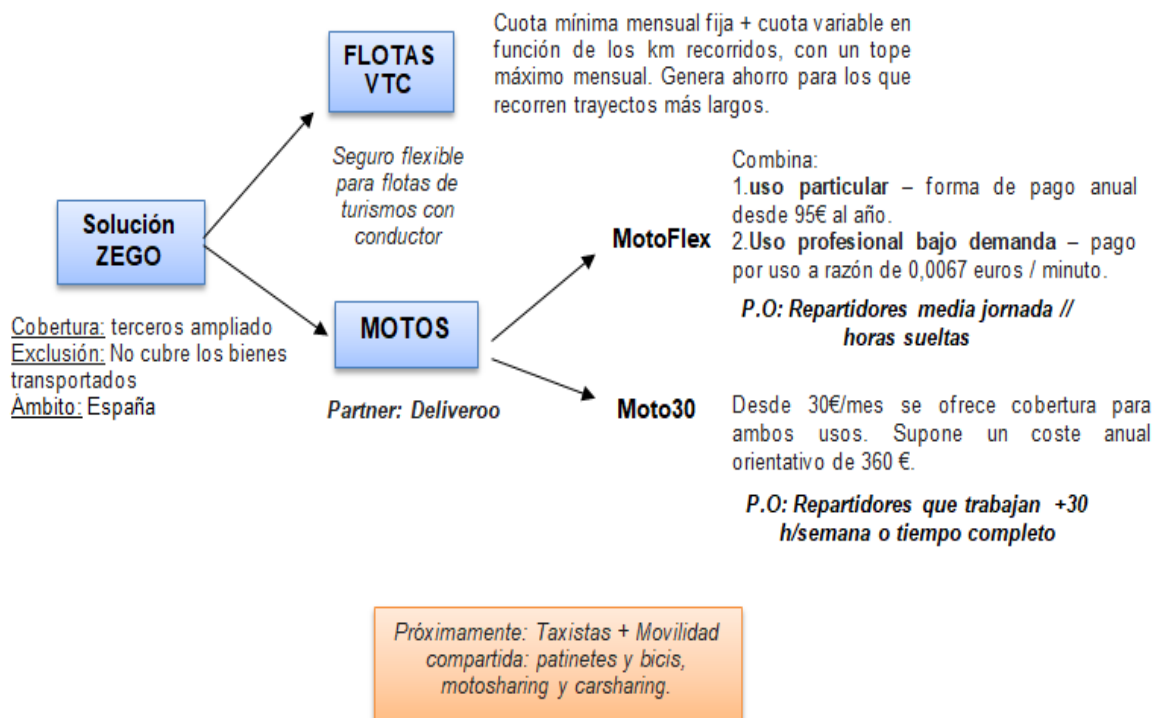 FLOTAS
VTC
Cuota mínima mensual fija + cuota variable en
función de los km recorridos, con un tope
máximo mensual. Genera ahorro para los que
recorren trayectos más largos.
Seguro flexible
para flotas de
turismos con
conductor
Solución
ZEGO
Cobertura: terceros ampliado
Exclusión: No cubre los bienes
transportados
Ámbito: España
MOTOS
Partner: Deliveroo
MotoFlex
Combina:
1.uso particular – forma de pago anual
desde 95€ al año.
2.Uso profesional bajo demanda – pago
por uso a razón de 0,0067 euros / minuto.
P.O: Repartidores media jornada //
horas sueltas
Moto30
Desde 30€/mes se ofrece cobertura para
ambos usos. Supone un coste anual
orientativo de 360 €.
P.O: Repartidores que trabajan +30
h/semana o tiempo completo
Próximamente: Taxistas + Movilidad
compartida: patinetes y bicis,
motosharing y carsharing.